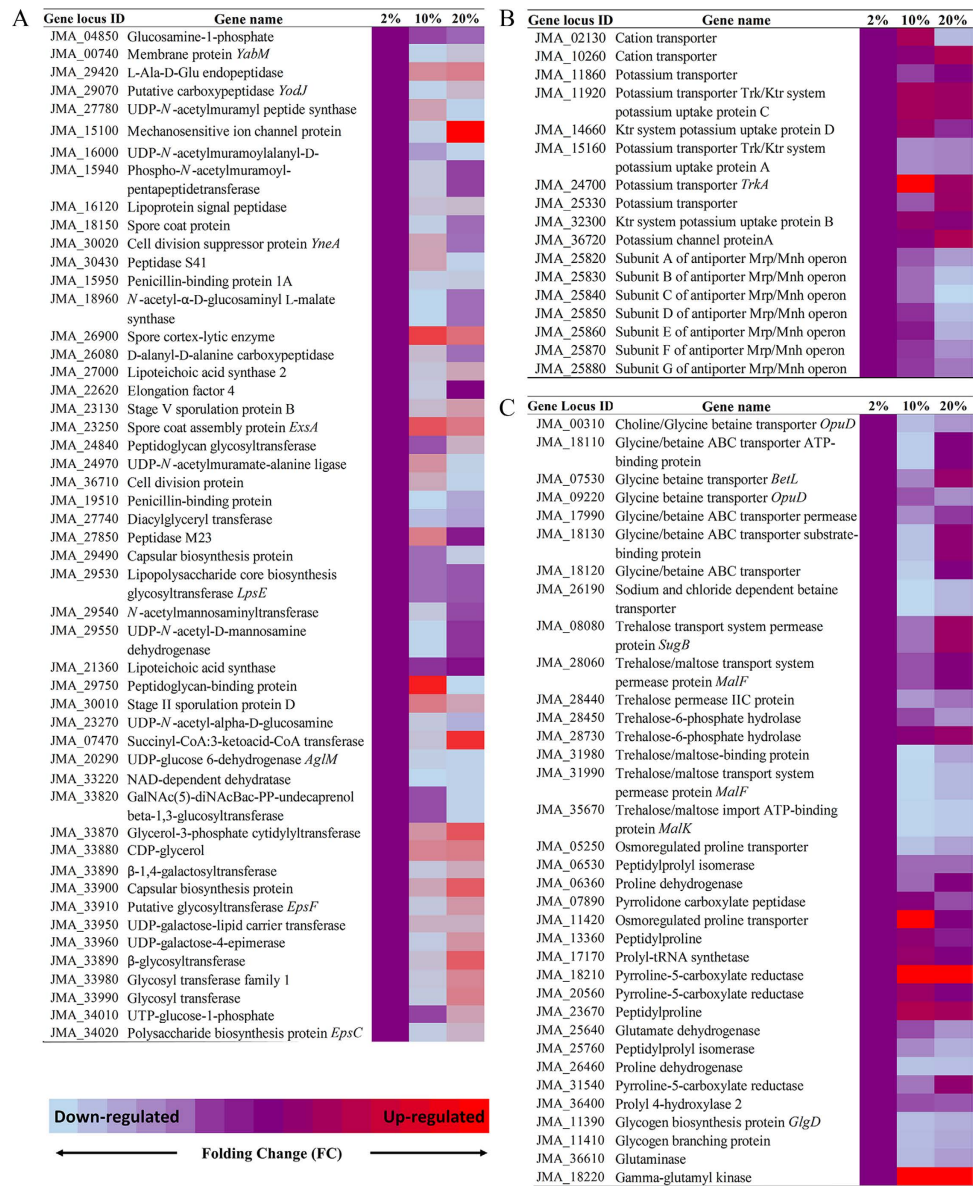 A
Gene locus ID Gene name 2% 10% 20%
JMA_04850 Glucosamine-1-phosphate
JMA_00740 Membrane protein YabM
JMA_29420 L-Ala-D-Glu endopeptidase
JMA_29070 Putative carboxypeptidase YodJ
JMA_27780 UDP-N-acetylmuramyl peptide synthase
JMA_15100 Mechanosensitive ion channel protein
JMA_16000 UDP-N-acetylmuramoylalanyl-D-
JMA_15940 Phospho-N-acetylmuramoyl-
pentapeptidetransferase
JMA_16120 Lipoprotein signal peptidase
JMA_18150 Spore coat protein
JMA_30020 Cell division suppressor protein YneA
JMA_30430 Peptidase S41
JMA_15950 Penicillin-binding protein 1A
JMA_18960 N-acetyl-α-D-glucosaminyl L-malate
synthase
JMA_26900 Spore cortex-lytic enzyme
JMA_26080 D-alanyl-D-alanine carboxypeptidase
JMA_27000 Lipoteichoic acid synthase 2
JMA_22620 Elongation factor 4
JMA_23130 Stage V sporulation protein B
JMA_23250 Spore coat assembly protein ExsA
JMA_24840 Peptidoglycan glycosyltransferase
JMA_24970 UDP-N-acetylmuramate-alanine ligase
JMA_36710 Cell division protein
JMA_19510 Penicillin-binding protein
JMA_27740 Diacylglyceryl transferase
JMA_27850 Peptidase M23
JMA_29490 Capsular biosynthesis protein
JMA_29530 Lipopolysaccharide core biosynthesis
glycosyltransferase LpsE
JMA_29540 N-acetylmannosaminyltransferase
JMA_29550 UDP-N-acetyl-D-mannosamine
dehydrogenase
JMA_21360 Lipoteichoic acid synthase
JMA_29750 Peptidoglycan-binding protein
JMA_30010 Stage II sporulation protein D
JMA_23270 UDP-N-acetyl-alpha-D-glucosamine
JMA_07470 Succinyl-CoA:3-ketoacid-CoA transferase
JMA_20290 UDP-glucose 6-dehydrogenase AglM
JMA_33220 NAD-dependent dehydratase
JMA_33820 GalNAc(5)-diNAcBac-PP-undecaprenol
beta-1,3-glucosyltransferase
JMA_33870 Glycerol-3-phosphate cytidylyltransferase
JMA_33880 CDP-glycerol
JMA_33890 β-1,4-galactosyltransferase
JMA_33900 Capsular biosynthesis protein
JMA_33910 Putative glycosyltransferase EpsF
JMA_33950 UDP-galactose-lipid carrier transferase
JMA_33960 UDP-galactose-4-epimerase
JMA_33890 β-glycosyltransferase
JMA_33980 Glycosyl transferase family 1
JMA_33990 Glycosyl transferase
JMA_34010 UTP-glucose-1-phosphate
JMA_34020 Polysaccharide biosynthesis protein EpsC
Down-regulated Up-regulated
Folding Change (FC)
B
Gene locus ID Gene name 2% 10% 20%
JMA_02130 Cation transporter
JMA_10260 Cation transporter
JMA_11860 Potassium transporter
JMA_11920 Potassium transporter Trk/Ktr system
potassium uptake protein C
JMA_14660 Ktr system potassium uptake protein D
JMA_15160 Potassium transporter Trk/Ktr system
potassium uptake protein A
JMA_24700 Potassium transporter TrkA
JMA_25330 Potassium transporter
JMA_32300 Ktr system potassium uptake protein B
JMA_36720 Potassium channel proteinA
JMA_25820 Subunit A of antiporter Mrp/Mnh operon
JMA_25830 Subunit B of antiporter Mrp/Mnh operon
JMA_25840 Subunit C of antiporter Mrp/Mnh operon
JMA_25850 Subunit D of antiporter Mrp/Mnh operon
JMA_25860 Subunit E of antiporter Mrp/Mnh operon
JMA_25870 Subunit F of antiporter Mrp/Mnh operon
JMA_25880 Subunit G of antiporter Mrp/Mnh operon
C
Gene Locus ID Gene name 2% 10% 20%
JMA_00310 Choline/Glycine betaine transporter OpuD
JMA_18110 Glycine/betaine ABC transporter ATP-
binding protein
JMA_07530 Glycine betaine transporter BetL
JMA_09220 Glycine betaine transporter OpuD
JMA_17990 Glycine/betaine ABC transporter permease
JMA_18130 Glycine/betaine ABC transporter substrate-
binding protein
JMA_18120 Glycine/betaine ABC transporter
JMA_26190 Sodium and chloride dependent betaine
transporter
JMA_08080 Trehalose transport system permease
protein SugB
JMA_28060 Trehalose/maltose transport system
permease protein MalF
JMA_28440 Trehalose permease IIC protein
JMA_28450 Trehalose-6-phosphate hydrolase
JMA_28730 Trehalose-6-phosphate hydrolase
JMA_31980 Trehalose/maltose-binding protein
JMA_31990 Trehalose/maltose transport system
permease protein MalF
JMA_35670 Trehalose/maltose import ATP-binding
protein MalK
JMA_05250 Osmoregulated proline transporter
JMA_06530 Peptidylprolyl isomerase
JMA_06360 Proline dehydrogenase
JMA_07890 Pyrrolidone carboxylate peptidase
JMA_11420 Osmoregulated proline transporter
JMA_13360 Peptidylproline
JMA_17170 Prolyl-tRNA synthetase
JMA_18210 Pyrroline-5-carboxylate reductase
JMA_20560 Pyrroline-5-carboxylate reductase
JMA_23670 Peptidylproline
JMA_25640 Glutamate dehydrogenase
JMA_25760 Peptidylprolyl isomerase
JMA_26460 Proline dehydrogenase
JMA_31540 Pyrroline-5-carboxylate reductase
JMA_36400 Prolyl 4-hydroxylase 2
JMA_11390 Glycogen biosynthesis protein GlgD
JMA_11410 Glycogen branching protein
JMA_36610 Glutaminase
JMA_18220 Gamma-glutamyl kinase